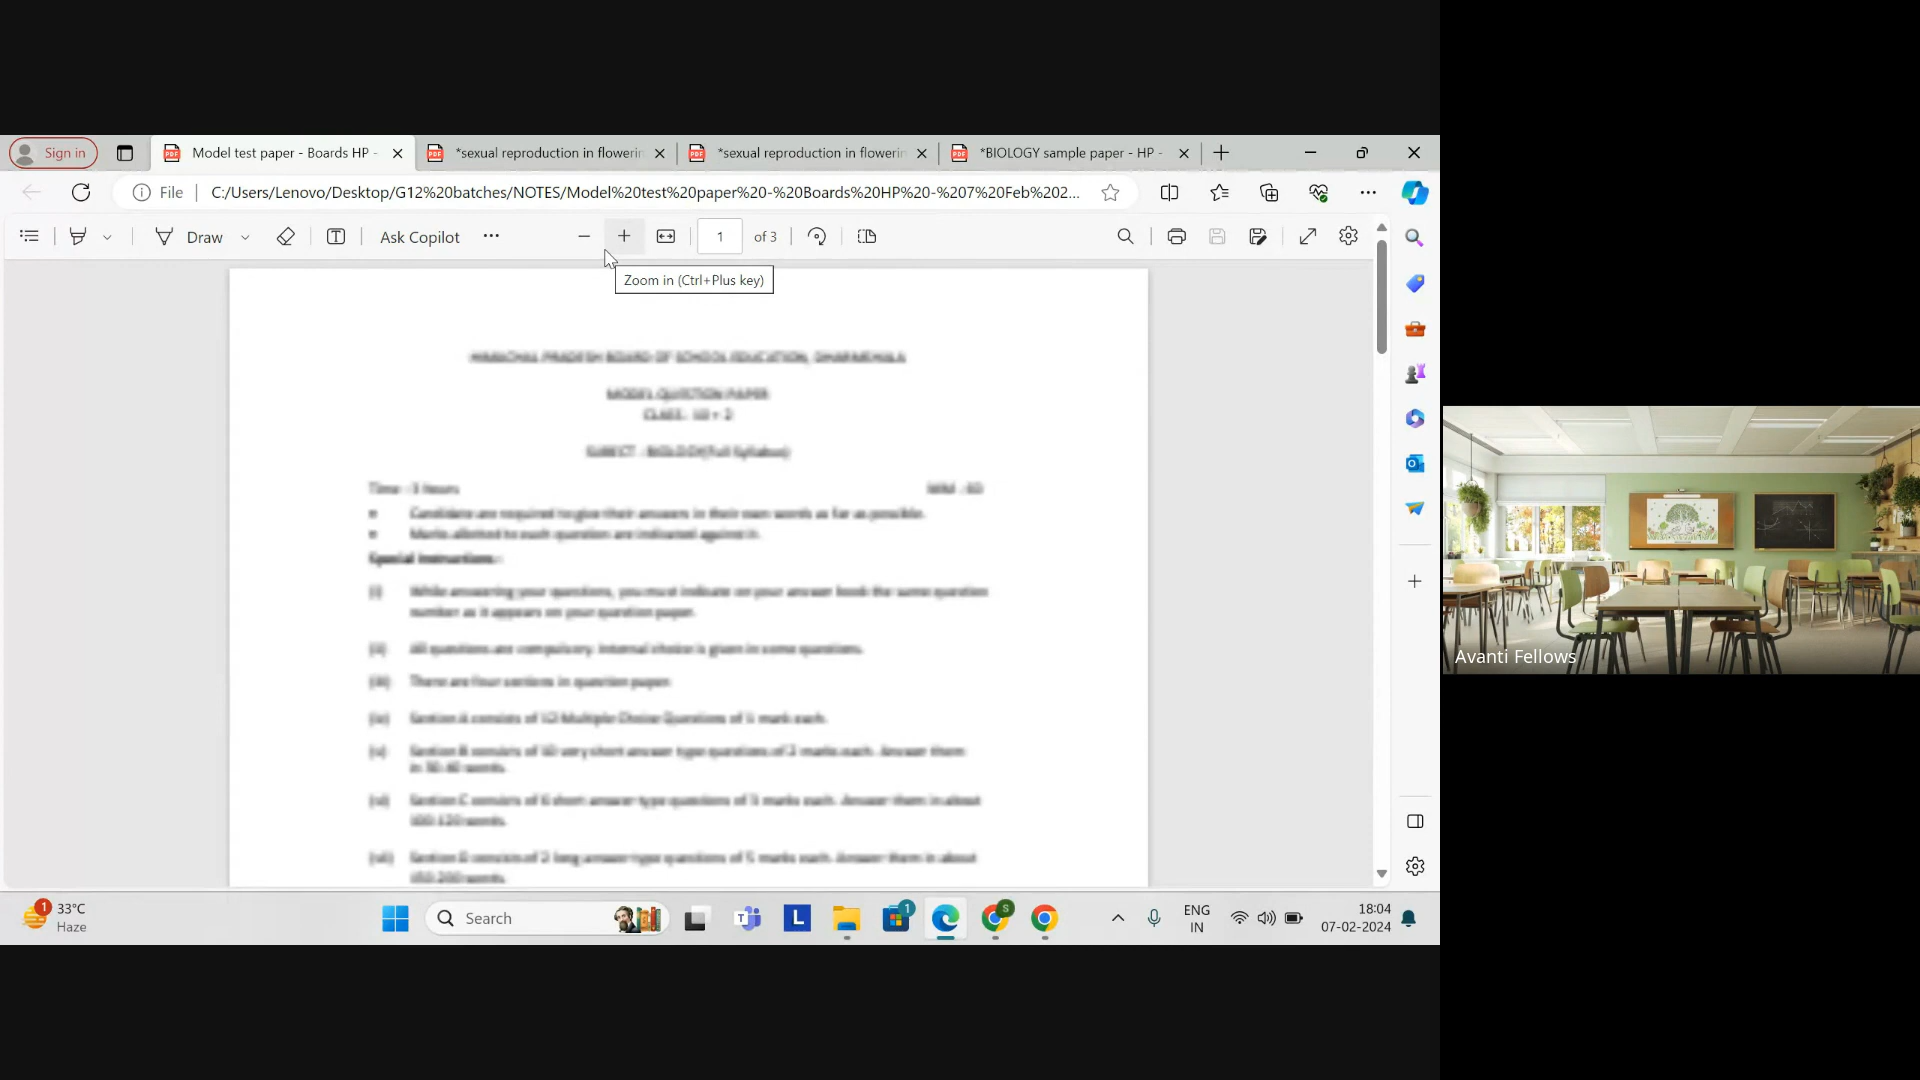 Sign in
Model test paper - Boards HP -
*sexual reproduction in flowerin
*sexual reproduction in flowerin
*BIOLOGY sample paper - HP -
File
C:/Users/Lenovo/Desktop/G12%20batches/NOTES/Model%20test%20paper%20-%20Boards%20HP%20-%207%20Feb%202...
Draw
Ask Copilot
1
of 3
Zoom in (Ctrl+Plus key)
HIMACHAL PRADESH BOARD OF SCHOOL EDUCATION, DHARMSHALA
MODEL QUESTION PAPER
CLASS : 10 + 2
SUBECT : BIOLOGY(Full Syllabus)
Time : 3 hours
MM : 60
Candidate are required to give their answers in their own words as far as possible.
Marks allotted to each question are indicated against it.
Special Instructions:-
(i) While answering your questions, you must indicate on your answer book the same question
number as it appears on your question paper.
(ii) All questions are compulsory. Internal choice is given in some questions.
(iii) There are four sections in question paper
(iv) Section A consists of 12 Multiple Choice Questions of 1 mark each.
(v) Section B consists of 10 very short answer type questions of 2 marks each. Answer them
in words.
(vi) Section C consists of 6 short answer type questions of 3 marks each. Answer them in about
words.
(vii) Section D consists of 2 long answer type questions of 5 marks each. Answer them in about
words.
Avanti Fellows
1
33°C
Haze
Search
L
1
S
ENG
IN
18:04
07-02-2024